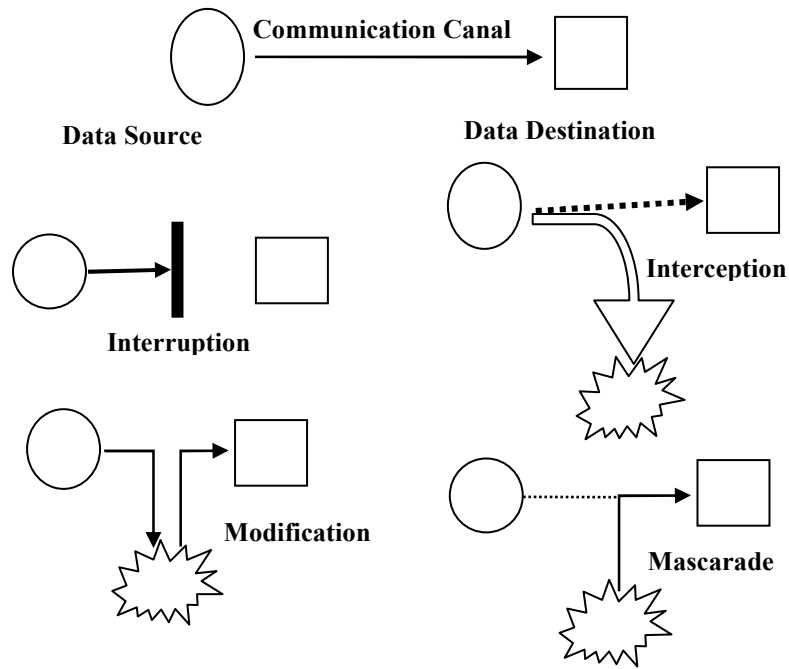 Communication Canal
Data Source
Data Destination
Interception
Interruption
Modification
Mascarade